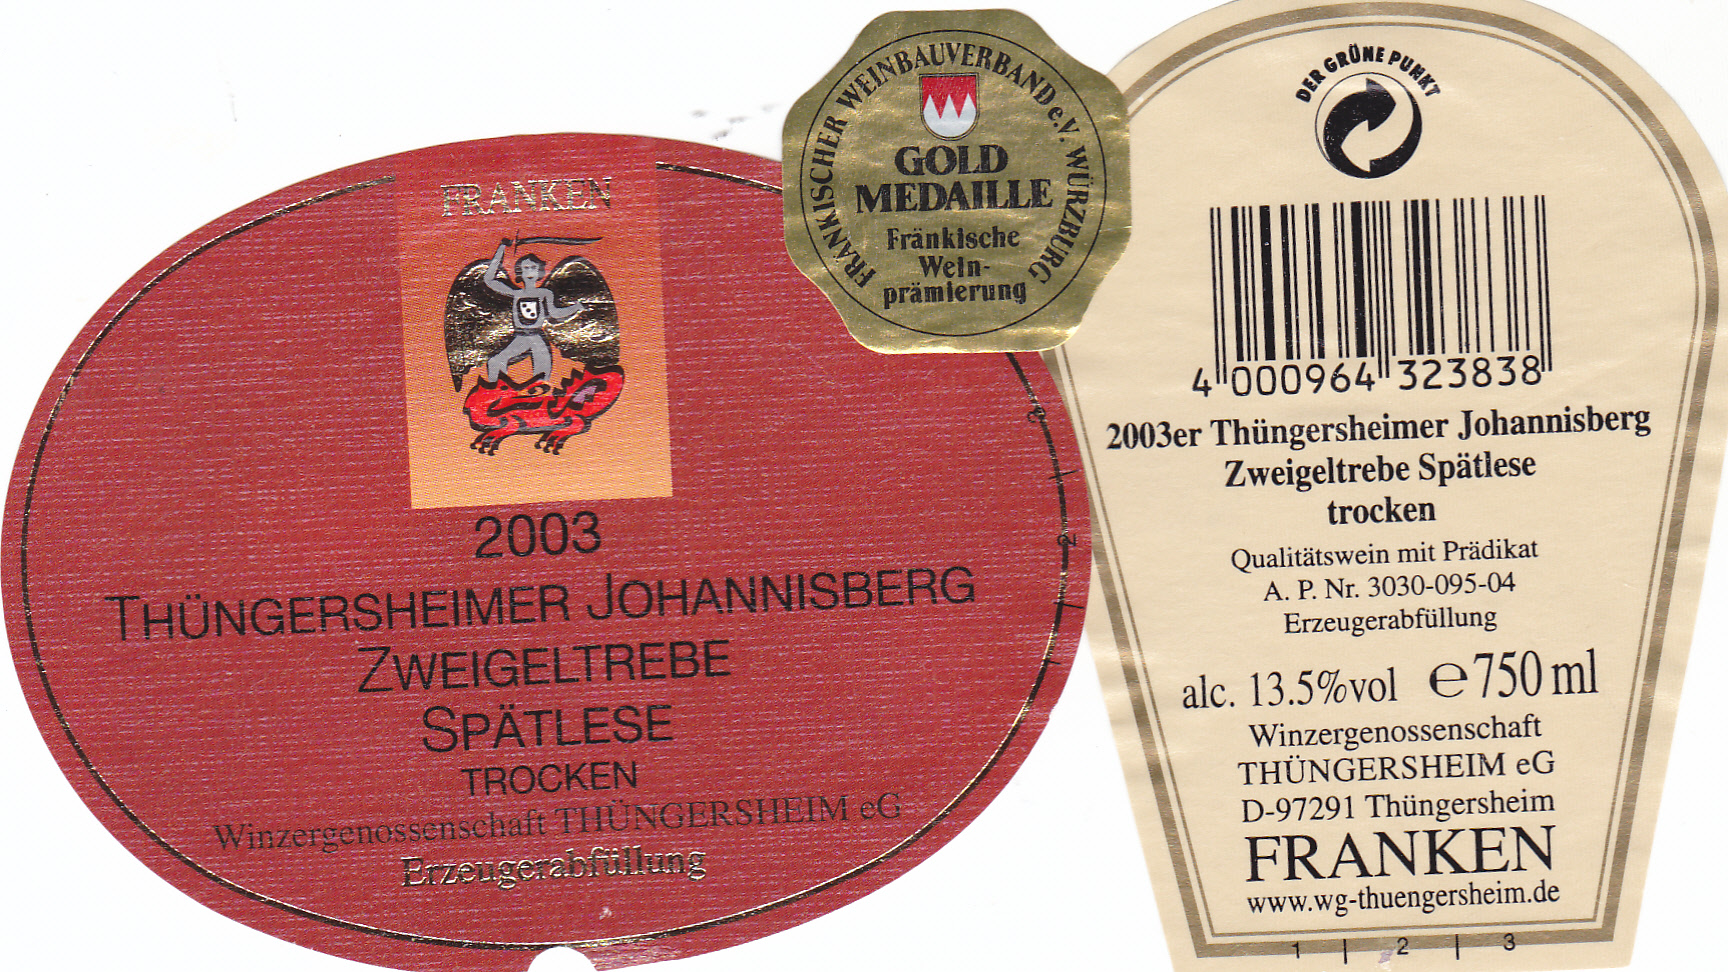 FRANKEN
2003
THÜNGERSHEIMER JOHANNISBERG
ZWEIGELTREBE
SPÄTLESE
TROCKEN
Winzergenossenschaft THÜNGERSHEIM eG
Erzeugerabfüllung
3
2
1
FRÄNKISCHER WEINBAUVERBAND e.V. WÜRZBURG
GOLD
MEDAILLE
Fränkische
Wein-
prämierung
DER GRÜNE PUNKT
4 000964 323838
2003er Thüngersheimer Johannisberg
Zweigeltrebe Spätlese
trocken
Qualitätswein mit Prädikat
A. P. Nr. 3030-095-04
Erzeugerabfüllung
alc. 13.5%vol ℮ 750 ml
Winzergenossenschaft
THÜNGERSHEIM eG
D-97291 Thüngersheim
FRANKEN
www.wg-thuengersheim.de
1 | 2 | 3